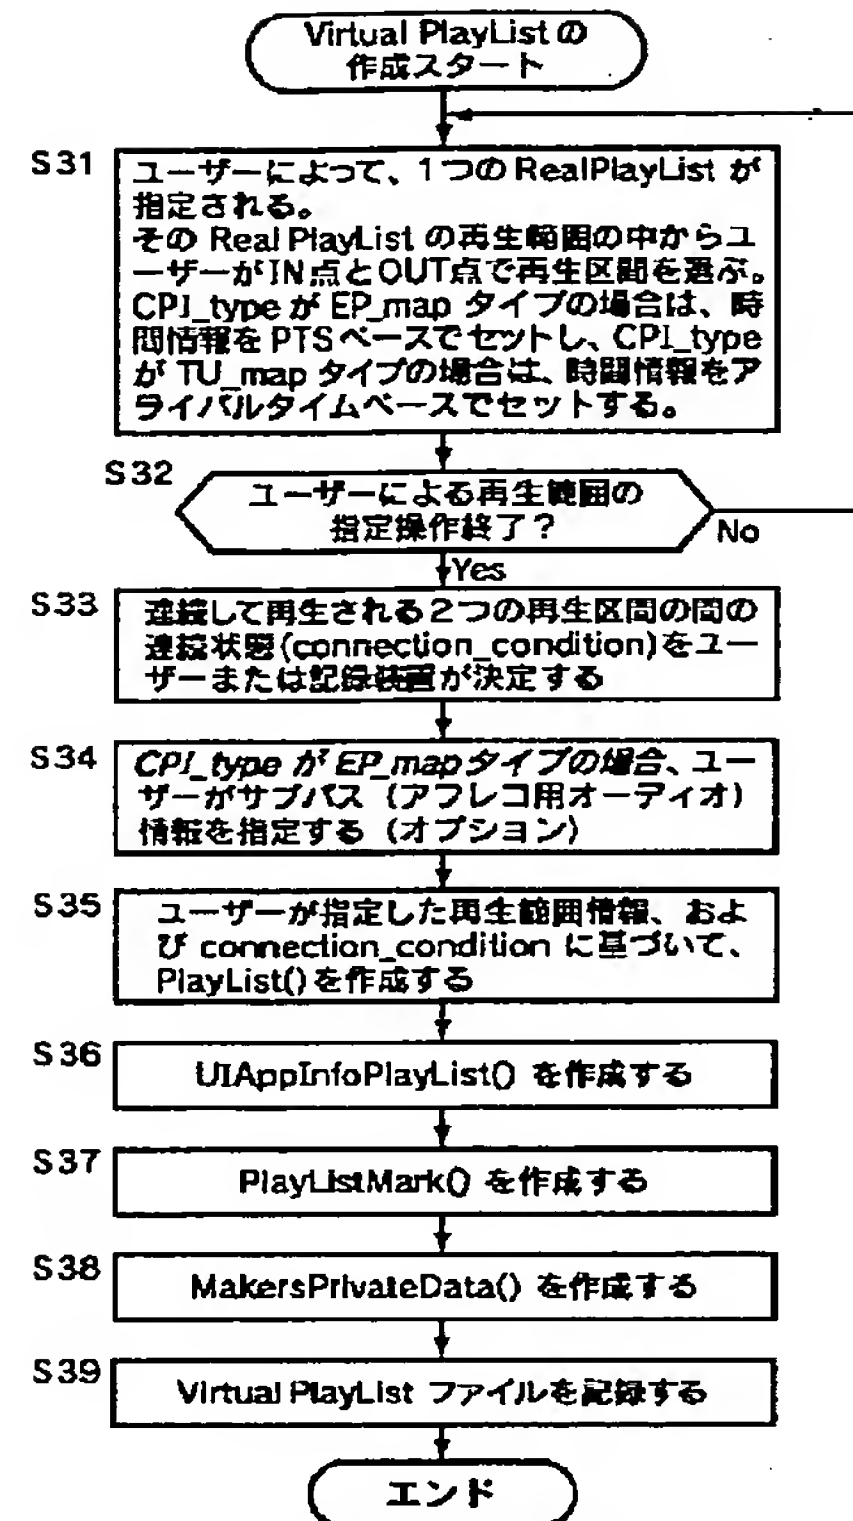 Virtual PlayList の
作成スタート
S31
ユーザーによって、1つの RealPlayList が
指定される。
その Real PlayList の再生範囲の中からユ
ーザーが IN 点と OUT 点で再生区間を選ぶ。
CPI_type が EP_map タイプの場合は、時
間情報を PTS ベースでセットし、CPI_type
が TU_map タイプの場合は、時間情報をア
ライバルタイムベースでセットする。
S32
ユーザーによる再生範囲の
指定操作終了？
No
Yes
S33
連続して再生される2つの再生区間の間の
連接状態(connection_condition)をユー
ザーまたは記録装置が決定する
S34
CPI_type が EP_map タイプの場合、ユー
ザーがサブパス（アフレコ用オーディオ）
情報を指定する（オプション）
S35
ユーザーが指定した再生範囲情報、およ
び connection_condition に基づいて、
PlayList()を作成する
S36
UIAppInfoPlayList() を作成する
S37
PlayListMark() を作成する
S38
MakersPrivateData() を作成する
S39
Virtual PlayList ファイルを記録する
エンド